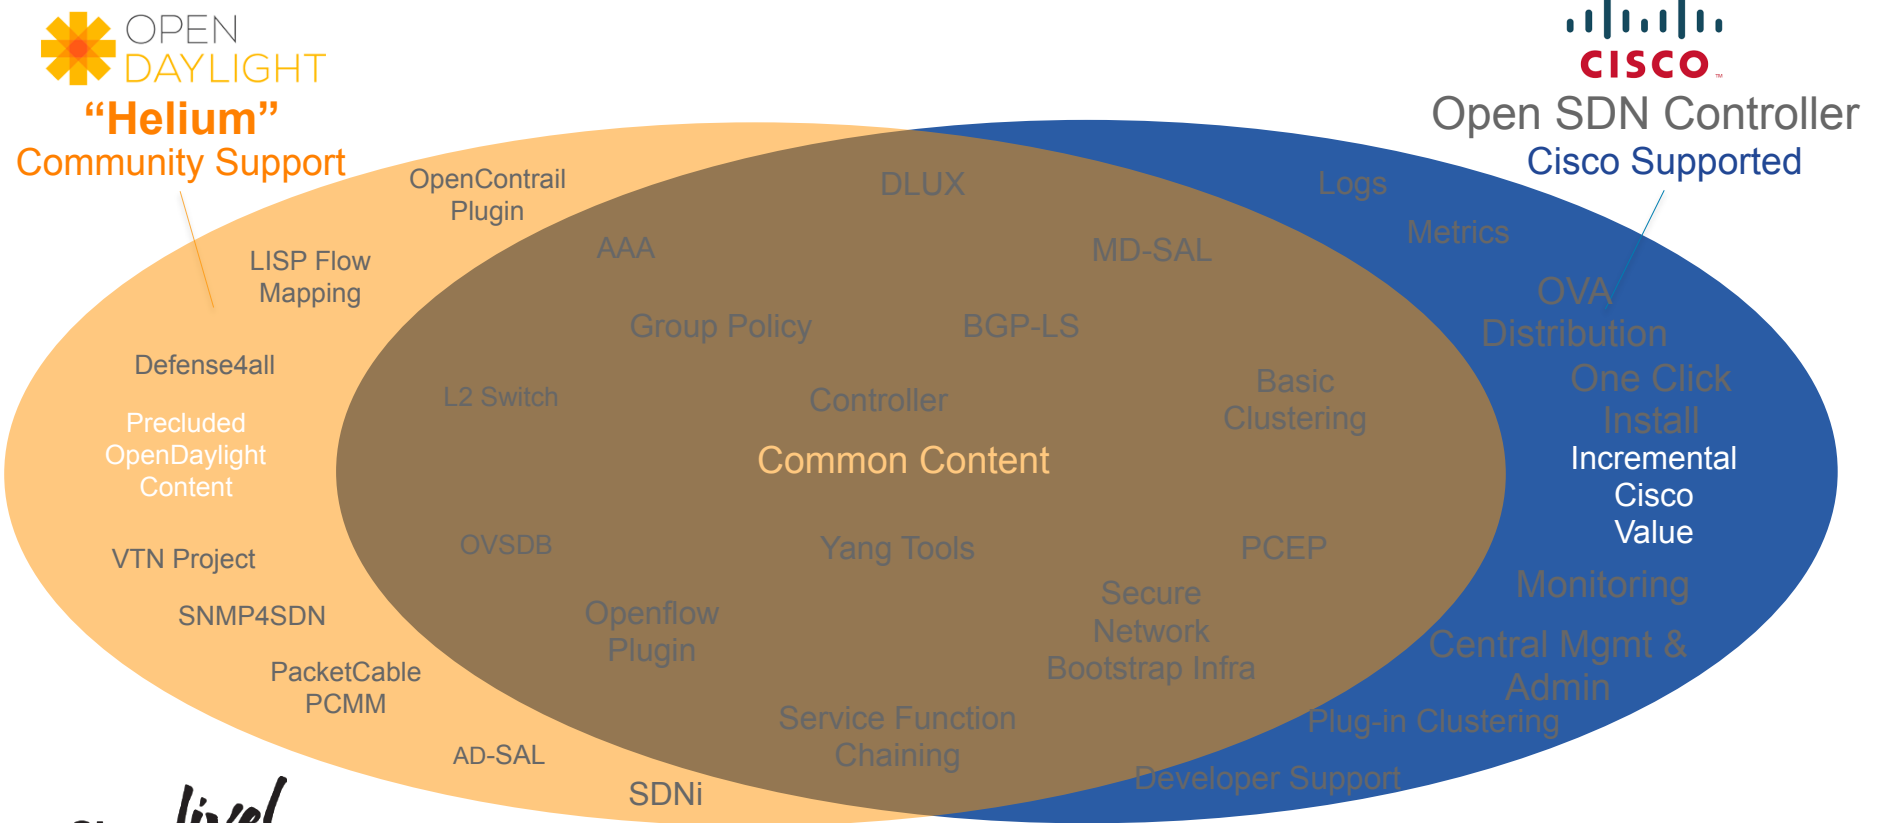 OPEN
DAYLIGHT
“Helium”
Community Support
CISCO
Open SDN Controller
Cisco Supported
OpenContrail
Plugin
LISP Flow
Mapping
Defense4all
Precluded
OpenDaylight
Content
VTN Project
SNMP4SDN
PacketCable
PCMM
AD-SAL
SDNi
DLUX
AAA
MD-SAL
Group Policy
BGP-LS
L2 Switch
Controller
Basic
Clustering
Common Content
OVSDB
Yang Tools
PCEP
Openflow
Plugin
Secure
Network
Bootstrap Infra
Service Function
Chaining
Logs
Metrics
OVA
Distribution
One Click
Install
Incremental
Cisco
Value
Monitoring
Central Mgmt &
Admin
Plug-in Clustering
Developer Support
live!